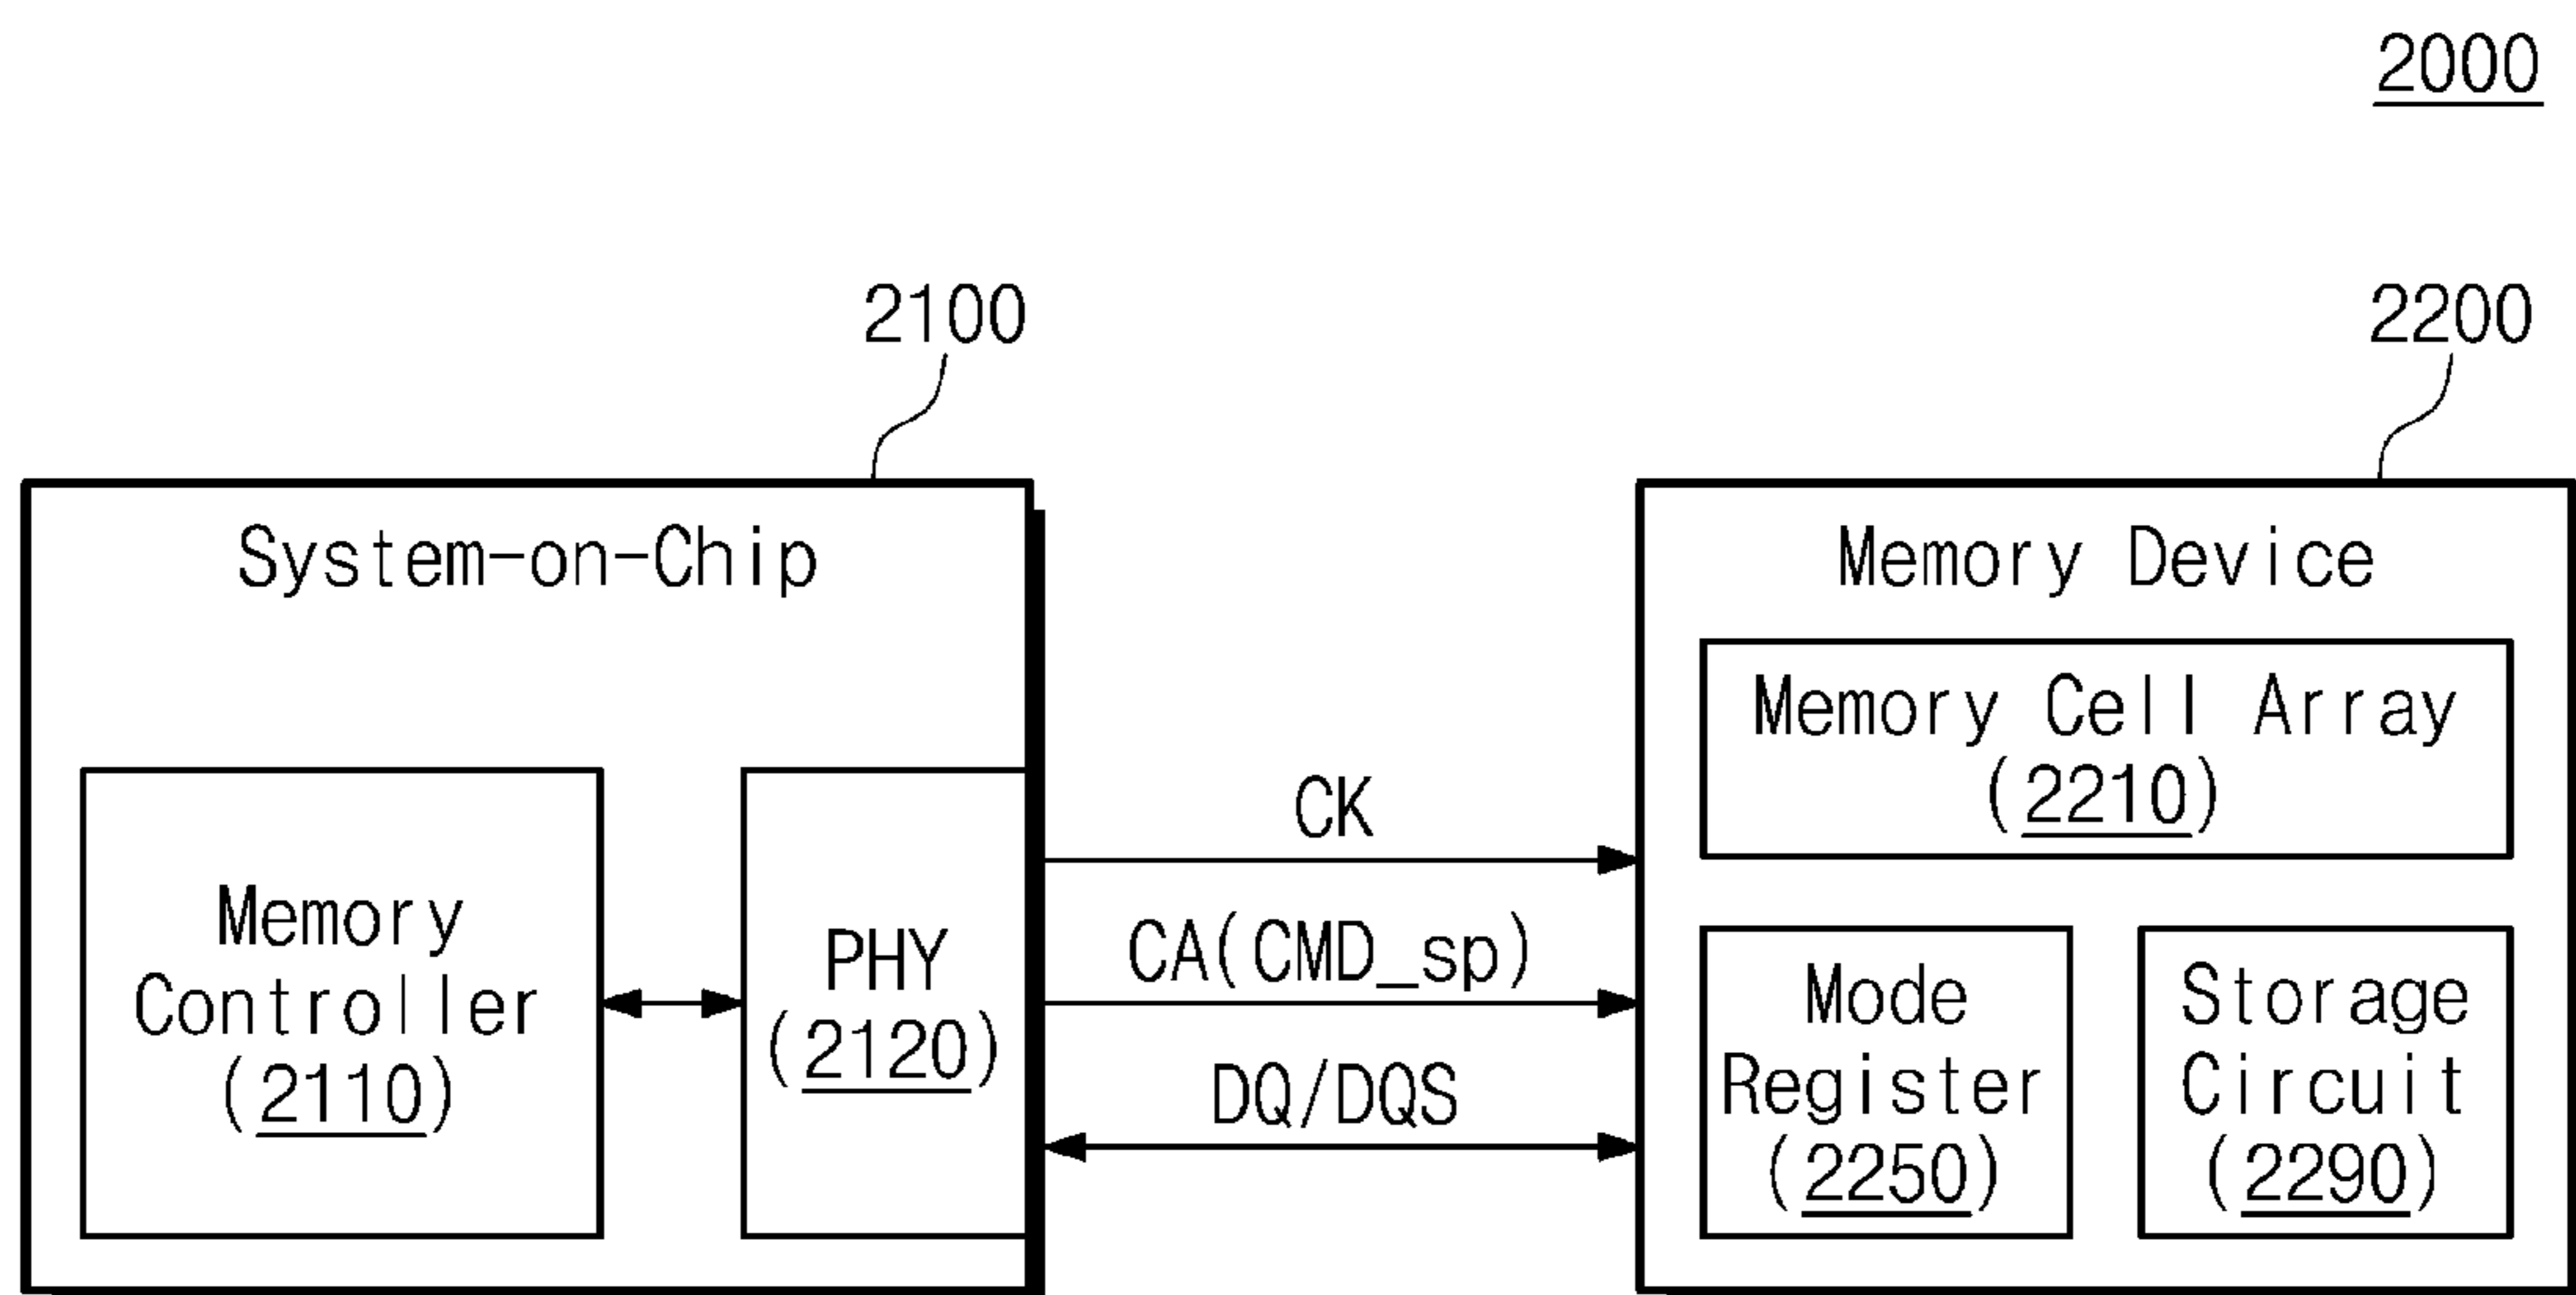 2000
2100
2200
System-on-Chip
Memory
Controller
(2110)
PHY
(2120)
CK
CA(CMD_sp)
DQ/DQS
Memory Device
Memory Cell Array
(2210)
Mode
Register
(2250)
Storage
Circuit
(2290)